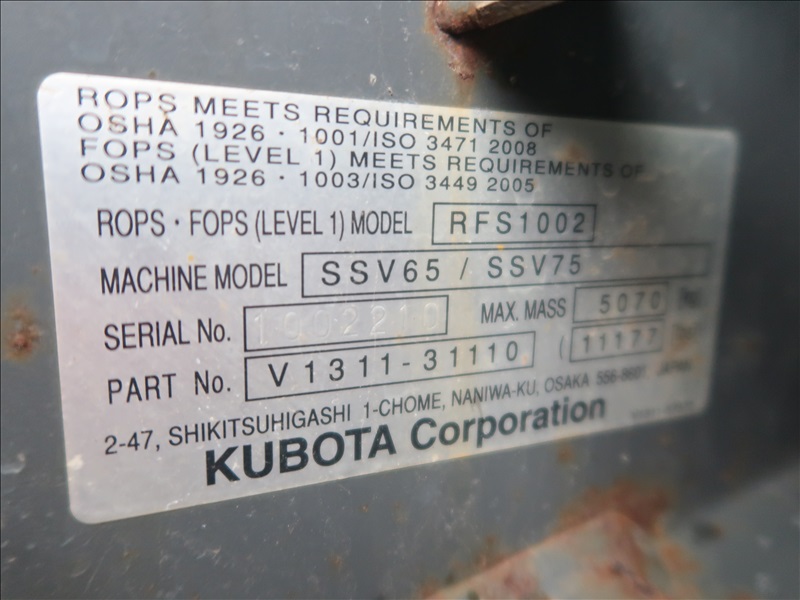 ROPS MEETS REQUIREMENTS OF
OSHA 1926・1001/ISO 3471 2008
FOPS (LEVEL 1) MEETS REQUIREMENTS OF
OSHA 1926・1003/ISO 3449 2005
ROPS・FOPS (LEVEL 1) MODEL RFS1002
MACHINE MODEL SSV65 / SSV75
SERIAL No. 1002210 MAX. MASS 5070
PART No. V1311-31110 (11177
2-47, SHIKITSUHIGASHI 1-CHOME, NANIWA-KU, OSAKA JAPAN
KUBOTA Corporation